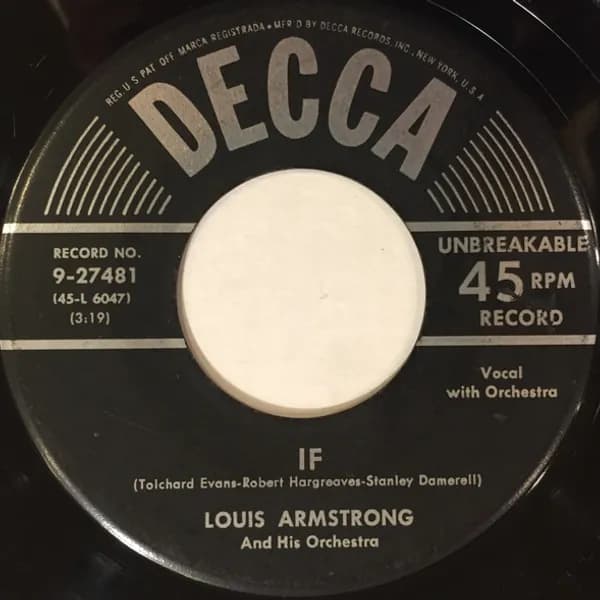 REG. U S PAT. OFF. MARCA REGISTRADA • MF'R'D BY DECCA RECORDS, INC., NEW YORK, U.S.A
DECCA
RECORD NO.
9-27481
(45-L 6047)
(3:19)
UNBREAKABLE
45 RPM
RECORD
Vocal
with Orchestra
IF
(Tolchard Evans-Robert Hargreaves-Stanley Damerell)
LOUIS ARMSTRONG
And His Orchestra